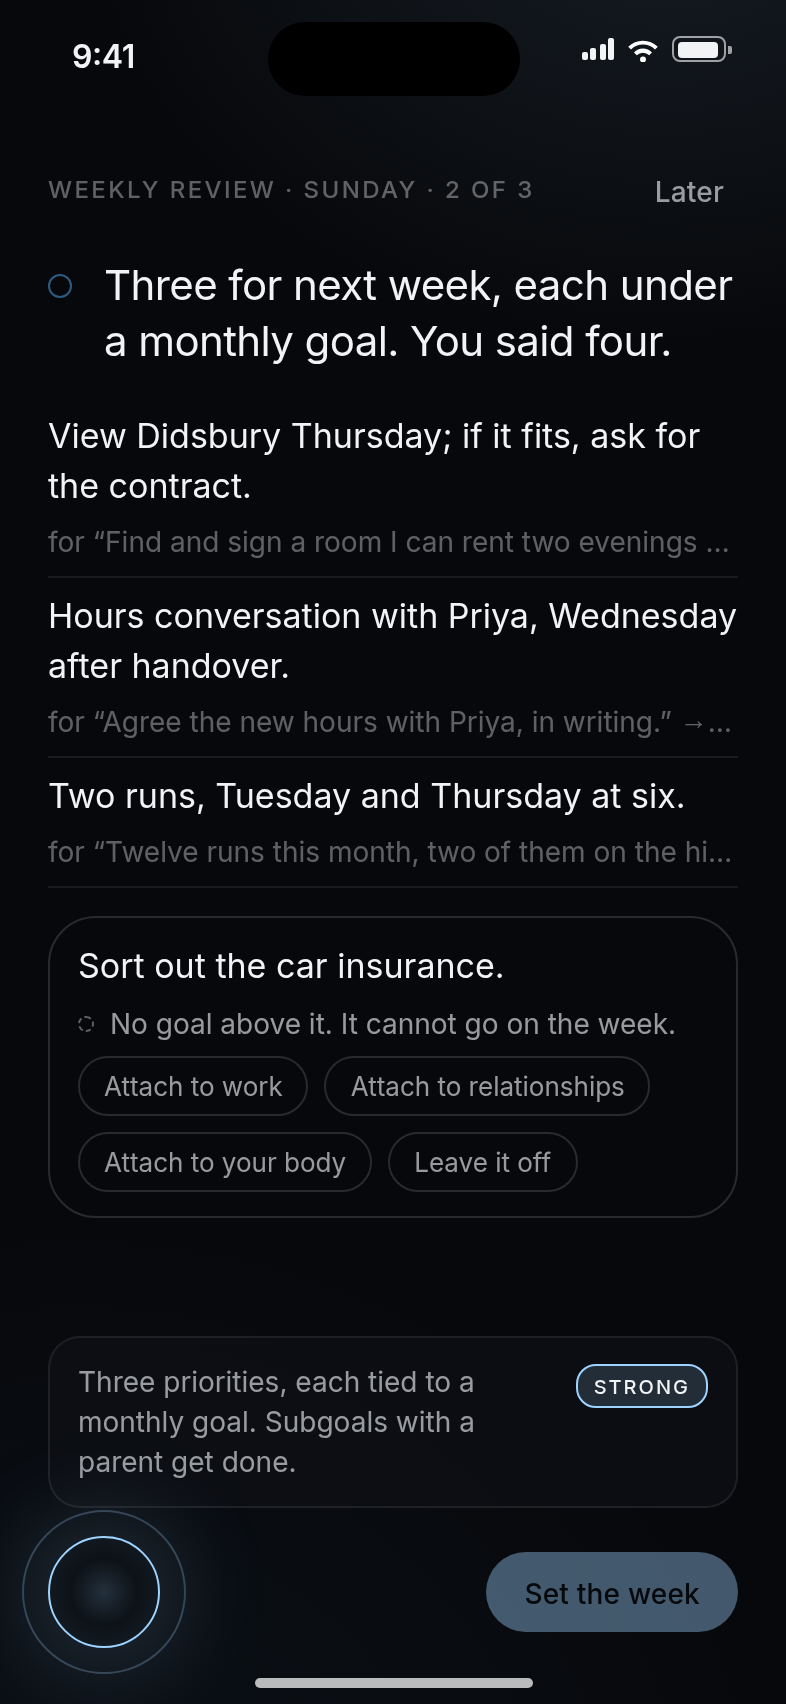 9:41
WEEKLY REVIEW · SUNDAY · 2 OF 3
Later
Three for next week, each under
a monthly goal. You said four.
View Didsbury Thursday; if it fits, ask for
the contract.
for “Find and sign a room I can rent two evenings ...
Hours conversation with Priya, Wednesday
after handover.
for “Agree the new hours with Priya, in writing.” →...
Two runs, Tuesday and Thursday at six.
for “Twelve runs this month, two of them on the hi...
Sort out the car insurance.
No goal above it. It cannot go on the week.
Attach to work
Attach to relationships
Attach to your body
Leave it off
Three priorities, each tied to a
monthly goal. Subgoals with a
parent get done.
STRONG
Set the week